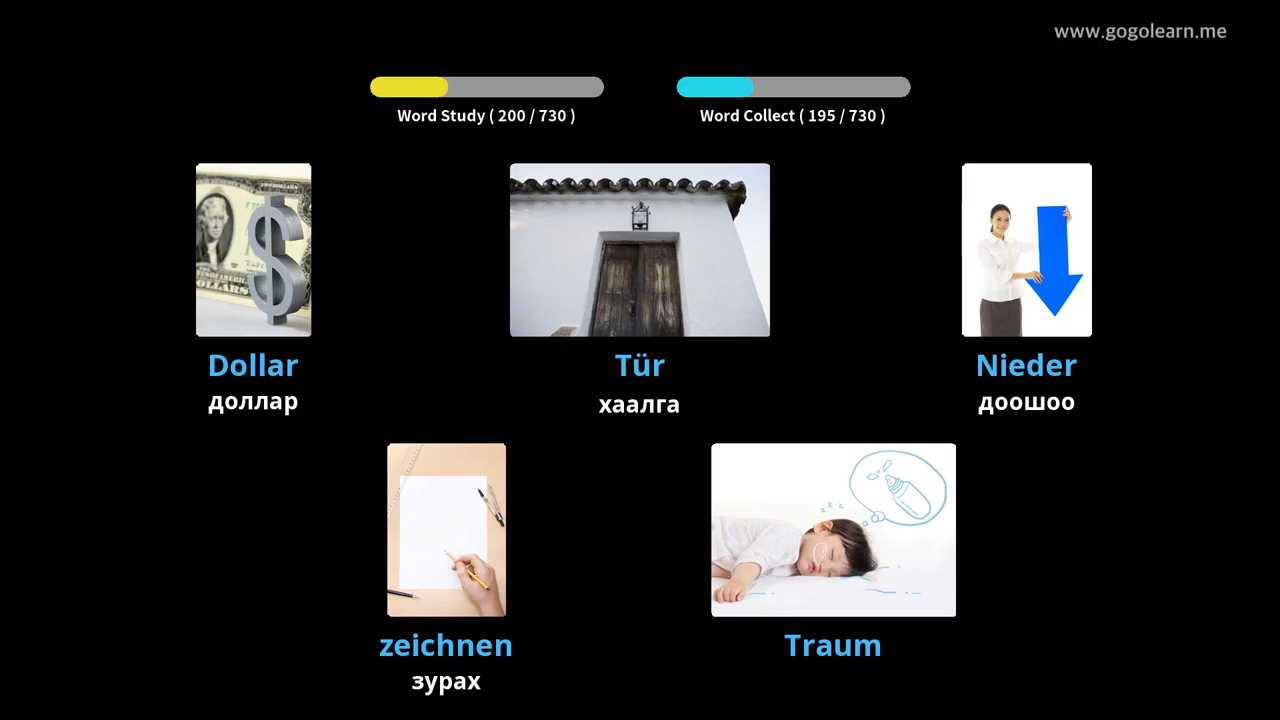 www.gogolearn.me
Word Study ( 200 / 730 )
Word Collect ( 195 / 730 )
Dollar
доллар
Tür
хаалга
Nieder
доошоо
zeichnen
зурах
Traum